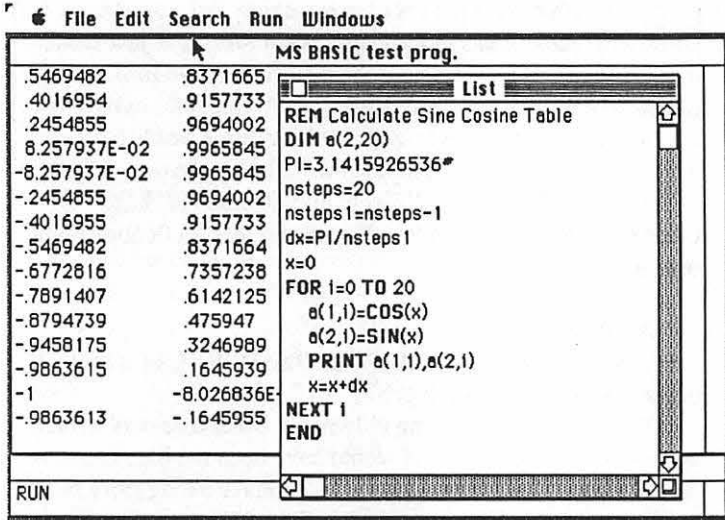 File Edit Search Run Windows
MS BASIC test prog.
.5469482 .8371665
.4016954 .9157733
.2454855 .9694002
8.257937E-02 .9965845
-8.257937E-02 .9965845
-.2454855 .9694002
-.4016955 .9157733
-.5469482 .8371664
-.6772816 .7357238
-.7891407 .6142125
-.8794739 .475947
-.9458175 .3246989
-.9863615 .1645939
-1 -8.026836E-
-.9863613 -.1645955
List
REM Calculate Sine Cosine Table
DIM a(2,20)
PI=3.1415926536#
nsteps=20
nsteps1=nsteps-1
dx=PI/nsteps1
x=0
FOR i=0 TO 20
a(1,i)=COS(x)
a(2,i)=SIN(x)
PRINT a(1,i),a(2,i)
x=x+dx
NEXT i
END
RUN